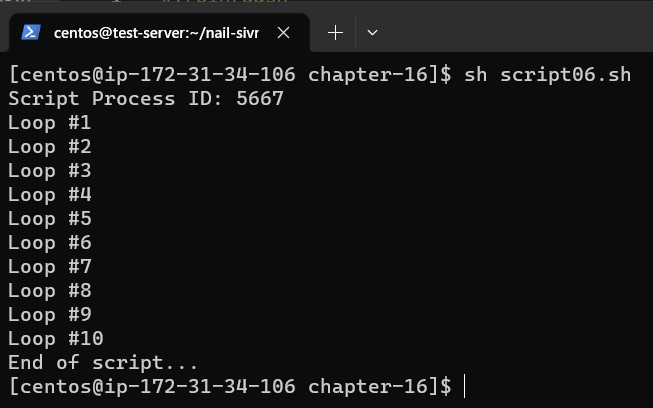 centos@test-server:~/nail-sivr
[centos@ip-172-31-34-106 chapter-16]$ sh script06.sh
Script Process ID: 5667
Loop #1
Loop #2
Loop #3
Loop #4
Loop #5
Loop #6
Loop #7
Loop #8
Loop #9
Loop #10
End of script...
[centos@ip-172-31-34-106 chapter-16]$